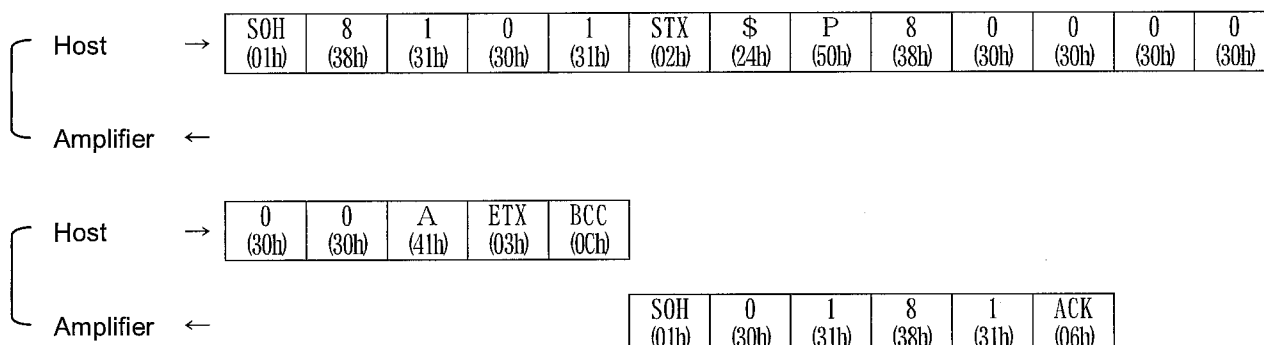 Host → SOH 8 1 0 1 STX $ P 8 0 0 0 0
(01h) (38h) (31h) (30h) (31h) (02h) (24h) (50h) (38h) (30h) (30h) (30h) (30h)
Amplifier ←
Host → 0 0 A ETX BCC
(30h) (30h) (41h) (03h) (0Ch)
Amplifier ← SOH 0 1 8 1 ACK
(01h) (30h) (31h) (38h) (31h) (06h)